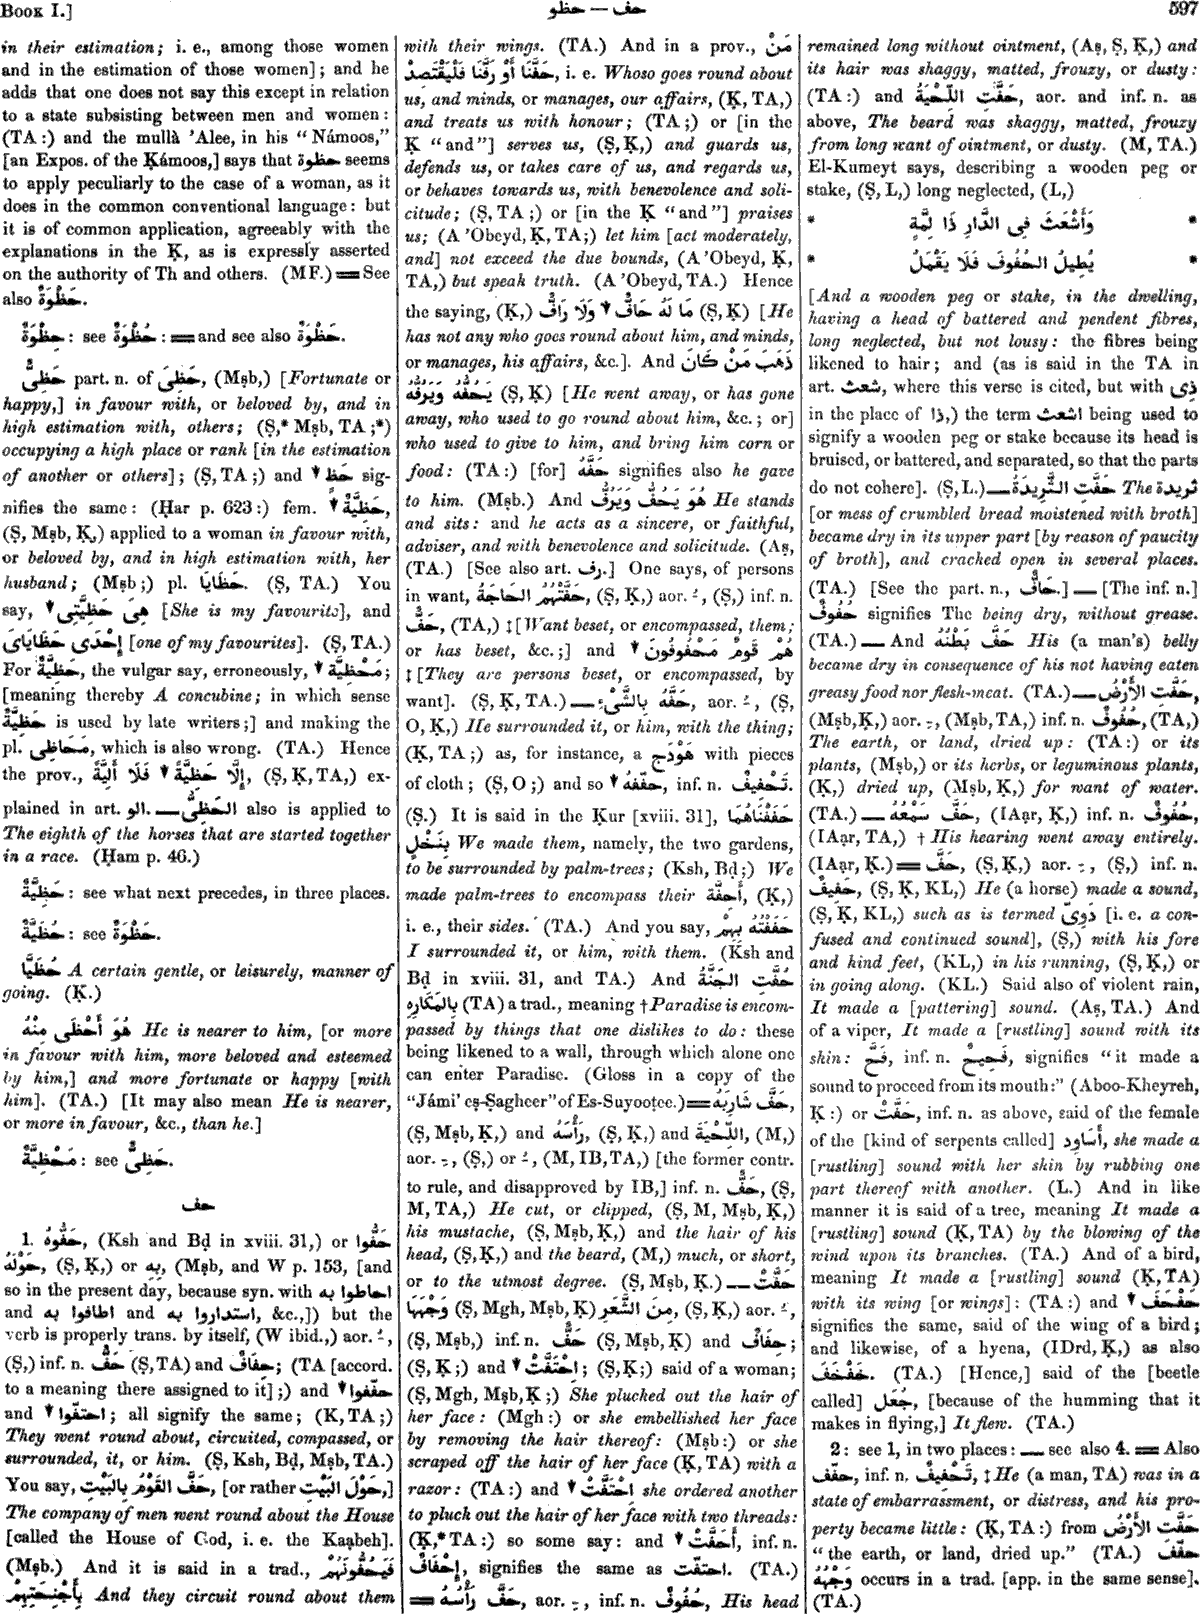 Book I.]
حف — حظو
597
in their estimation; i. e., among those women
and in the estimation of those women]; and he
adds that one does not say this except in relation
to a state subsisting between men and women:
(TA:) and the mullà 'Alee, in his "Námoos,"
[an Expos. of the Ḳámoos,] says that حظوة seems
to apply peculiarly to the case of a woman, as it
does in the common conventional language: but
it is of common application, agreeably with the
explanations in the Ḳ, as is expressly asserted
on the authority of Th and others. (MF.) ═ See
also حَظْوَةٌ.
حِظْوَةٌ: see حُظْوَةٌ: ═ and see also حَظْوَةٌ.
حَظِىٌّ part. n. of حَظِىَ, (Mṣb,) [Fortunate or
happy,] in favour with, or beloved by, and in
high estimation with, others; (Ṣ,* Mṣb, TA;*)
occupying a high place or rank [in the estimation
of another or others]; (Ṣ, TA;) and ▼ حَظٍ sig-
nifies the same: (Ḥar p. 623:) fem. ▼ حَظِيَّةٌ,
(Ṣ, Mṣb, Ḳ,) applied to a woman in favour with,
or beloved by, and in high estimation with, her
husband; (Mṣb;) pl. حَظَايَا. (Ṣ, TA.) You
say, ▼ هِىَ حَظِيَّتِى [She is my favourite], and
إِحْدَى حَظَايَاىَ [one of my favourites]. (Ṣ, TA.)
For حَظِيَّةٌ, the vulgar say, erroneously, ▼ مَحْظِيَّة;
[meaning thereby A concubine; in which sense
حَظِيَّةٌ is used by late writers;] and making the
pl. مَحَاظِى, which is also wrong. (TA.) Hence
the prov., إِلَّا حَظِيَّةٌ ▼ فَلَا أَلِيَّةٌ, (Ṣ, Ḳ, TA,) ex-
plained in art. الو. — الحَظِىُّ also is applied to
The eighth of the horses that are started together
in a race. (Ḥam p. 46.)
حَظِيَّةٌ: see what next precedes, in three places.
حُظَيَّةٌ: see حَظْوَةٌ.
حُظَيَّا A certain gentle, or leisurely, manner of
going. (Ḳ.)
هُوَ أَحْظَى مِنْهُ He is nearer to him, [or more
in favour with him, more beloved and esteemed
by him,] and more fortunate or happy [with
him]. (TA.) [It may also mean He is nearer,
or more in favour, &c., than he.]
مَحْظِيَّةٌ: see حَظِىٌّ.
حف
1. حَفُّوهُ, (Ksh and Bḍ in xviii. 31,) or حَفُّوا
حَوْلَهُ, (Ṣ, Ḳ,) or بِهِ, (Mṣb, and W p. 153, [and
so in the present day, because syn. with احاطوا به
and اطافوا به and استداروا به, &c.,]) but the
verb is properly trans. by itself, (W ibid.,) aor. ـُ,
(Ṣ,) inf. n. حَفٌّ (Ṣ, TA) and حِفَافٌ; (TA [accord.
to a meaning there assigned to it];) and ▼ حفّفوا
and ▼ احتفّوا; all signify the same; (Ḳ, TA;)
They went round about, circuited, compassed, or
surrounded, it, or him. (Ṣ, Ksh, Bḍ, Mṣb, TA.)
You say, حَفَّ القَوْمُ بِالبَيْتِ, [or rather حَوْلَ البَيْتِ,]
The company of men went round about the House
[called the House of God, i. e. the Kaạbeh].
(Mṣb.) And it is said in a trad., فَيَحُفُّونَهُمْ
بِأَجْنِحَتِهِمْ And they circuit round about them
with their wings. (TA.) And in a prov., مَنْ
حَفَّنَا أَوْ رَفَّنَا فَلْيَقْتَصِدْ, i. e. Whoso goes round about
us, and minds, or manages, our affairs, (Ḳ, TA,)
and treats us with honour; (TA;) or [in the
Ḳ "and"] serves us, (Ṣ, Ḳ,) and guards us,
defends us, or takes care of us, and regards us,
or behaves towards us, with benevolence and soli-
citude; (Ṣ, TA;) or [in the Ḳ "and"] praises
us; (A 'Obeyd, Ḳ, TA;) let him [act moderately,
and] not exceed the due bounds, (A 'Obeyd, Ḳ,
TA,) but speak truth. (A 'Obeyd, TA.) Hence
the saying, (Ḳ,) مَا لَهُ حَافٌّ ▼ وَلَا رَافٌّ (Ṣ, Ḳ) [He
has not any who goes round about him, and minds,
or manages, his affairs, &c.]. And ذَهَبَ مَنْ كَانَ
يَحُفُّهُ وَيَرُفُّهُ (Ṣ, Ḳ) [He went away, or has gone
away, who used to go round about him, &c.; or]
who used to give to him, and bring him corn or
food: (TA:) [for] حَفَّهُ signifies also he gave
to him. (Mṣb.) And هُوَ يَحُفُّ وَيَرُفُّ He stands
and sits: and he acts as a sincere, or faithful,
adviser, and with benevolence and solicitude. (Aṣ,
TA.) [See also art. رف.] One says, of persons
in want, حَفَّتْهُمُ الحَاجَةُ, (Ṣ, Ḳ,) aor. ـُ, (Ṣ,) inf. n.
حَفٌّ, (TA,) ‡ [Want beset, or encompassed, them;
or has beset, &c.;] and ▼ هُمْ قَوْمٌ مَحْفُوفُونَ
‡ [They are persons beset, or encompassed, by
want]. (Ṣ, Ḳ, TA.) — حَفَّهُ بِالشَّىْءِ, aor. ـُ, (Ṣ,
O, Ḳ,) He surrounded it, or him, with the thing;
(Ḳ, TA;) as, for instance, a هَوْدَج with pieces
of cloth; (Ṣ, O;) and so ▼ حفّفهُ, inf. n. تَحْفِيفٌ.
(Ṣ.) It is said in the Ḳur [xviii. 31], حَفَفْنَاهُمَا
بِنَخْلٍ We made them, namely, the two gardens,
to be surrounded by palm-trees; (Ksh, Bḍ;) We
made palm-trees to encompass their أَحِفَّة, (Ḳ,)
i. e., their sides. (TA.) And you say, حَفَفْتُهُ بِهِمْ
I surrounded it, or him, with them. (Ksh and
Bḍ in xviii. 31, and TA.) And حُفَّتِ الجَنَّةُ
بِالمَكَارِهِ (TA) a trad., meaning † Paradise is encom-
passed by things that one dislikes to do: these
being likened to a wall, through which alone one
can enter Paradise. (Gloss in a copy of the
"Jámi' eṣ-Ṣagheer" of Es-Suyootee.) ═ حَفَّ شَارِبَهُ,
(Ṣ, Mṣb, Ḳ,) and رَأْسَهُ, (Ṣ, Ḳ,) and اللِّحْيَةَ, (M,)
aor. ـِ, (Ṣ,) or ـُ, (M, IB, TA,) [the former contr.
to rule, and disapproved by IB,] inf. n. حَفٌّ, (Ṣ,
M, TA,) He cut, or clipped, (Ṣ, M, Mṣb, Ḳ,)
his mustache, (Ṣ, Mṣb, Ḳ,) and the hair of his
head, (Ṣ, Ḳ,) and the beard, (M,) much, or short,
or to the utmost degree. (Ṣ, Mṣb, Ḳ.) — حَفَّتْ
وَجْهَهَا (Ṣ, Mgh, Mṣb, Ḳ) مِنَ الشَّعَرِ, (Ṣ, Ḳ,) aor. ـُ,
(Ṣ, Mṣb,) inf. n. حَفٌّ (Ṣ, Mṣb, Ḳ) and حِفَافٌ;
(Ṣ, Ḳ;) and ▼ اِحْتَفَّتْ; (Ṣ, Ḳ;) said of a woman;
(Ṣ, Mgh, Mṣb, Ḳ;) She plucked out the hair of
her face: (Mgh:) or she embellished her face
by removing the hair thereof: (Mṣb:) or she
scraped off the hair of her face (Ḳ, TA) with a
razor: (TA:) and ▼ اِحْتَفَّتْ she ordered another
to pluck out the hair of her face with two threads:
(Ḳ,* TA:) so some say: and ▼ أَحَفَّتْ, inf. n.
إِحْفَافٌ, signifies the same as احتفّت. (TA.)
═ حَفَّ رَأْسُهُ, aor. ـِ, inf. n. حُفُوفٌ, His head
remained long without ointment, (Aṣ, Ṣ, Ḳ,) and
its hair was shaggy, matted, frouzy, or dusty:
(TA:) and حَفَّتِ اللِّحْيَةُ, aor. and inf. n. as
above, The beard was shaggy, matted, frouzy
from long want of ointment, or dusty. (M, TA.)
El-Kumeyt says, describing a wooden peg or
stake, (Ṣ, L,) long neglected, (L,)
* وَأَشْعَثَ فِى الدَّارِ ذَا لِمَّةٍ *
* يُطِيلُ الحُفُوفَ فَلَا يَقْمَلُ *
[And a wooden peg or stake, in the dwelling,
having a head of battered and pendent fibres,
long neglected, but not lousy: the fibres being
likened to hair; and (as is said in the TA in
art. شعث, where this verse is cited, but with ذِى
in the place of ذا,) the term اشعث being used to
signify a wooden peg or stake because its head is
bruised, or battered, and separated, so that the parts
do not cohere]. (Ṣ, L.) — حَفَّتِ الثَّرِيدَةُ The ثريدة
[or mess of crumbled bread moistened with broth]
became dry in its upper part [by reason of paucity
of broth], and cracked open in several places.
(TA.) [See the part. n., حَافٌّ.] — [The inf. n.]
حُفُوفٌ signifies The being dry, without grease.
(TA.) — And حَفَّ بَطْنُهُ His (a man's) belly
became dry in consequence of his not having eaten
greasy food nor flesh-meat. (TA.) — حَفَّتِ الأَرْضُ,
(Mṣb, Ḳ,) aor. ـِ, (Mṣb, TA,) inf. n. حُفُوفٌ, (TA,)
The earth, or land, dried up: (TA:) or its
plants, (Mṣb,) or its herbs, or leguminous plants,
(Ḳ,) dried up, (Mṣb, Ḳ,) for want of water.
(TA.) — حَفَّ سَمْعُهُ, (IAạr, Ḳ,) inf. n. حُفُوفٌ,
(IAạr, TA,) † His hearing went away entirely.
(IAạr, Ḳ.) ═ حَفَّ, (Ṣ, Ḳ,) aor. ـِ, (Ṣ,) inf. n.
حَفِيفٌ, (Ṣ, Ḳ, KL,) He (a horse) made a sound,
(Ṣ, Ḳ, KL,) such as is termed دَوِىّ [i. e. a con-
fused and continued sound], (Ṣ,) with his fore
and hind feet, (KL,) in his running, (Ṣ, Ḳ,) or
in going along. (KL.) Said also of violent rain,
It made a [pattering] sound. (Aṣ, TA.) And
of a viper, It made a [rustling] sound with its
skin: فَحَّ, inf. n. فَحِيحٌ, signifies "it made a
sound to proceed from its mouth:" (Aboo-Kheyreh,
Ḳ:) or حَفَّتْ, inf. n. as above, said of the female
of the [kind of serpents called] أَسَاوِد, she made a
[rustling] sound with her skin by rubbing one
part thereof with another. (L.) And in like
manner it is said of a tree, meaning It made a
[rustling] sound (Ḳ, TA) by the blowing of the
wind upon its branches. (TA.) And of a bird,
meaning It made a [rustling] sound (Ḳ, TA)
with its wing [or wings]: (TA:) and ▼ حَفْحَفَ
signifies the same, said of the wing of a bird;
and likewise, of a hyena, (IDrd, Ḳ,) as also
خَفْخَفَ. (TA.) [Hence,] said of the [beetle
called] جُعَل, [because of the humming that it
makes in flying,] It flew. (TA.)
2: see 1, in two places: — see also 4. ═ Also
حفّف, inf. n. تَحْفِيفٌ, ‡ He (a man, TA) was in a
state of embarrassment, or distress, and his pro-
perty became little: (Ḳ, TA:) from حَفَّتِ الأَرْضُ
"the earth, or land, dried up." (TA.) حَفَّفَ
وَجْهُهُ occurs in a trad. [app. in the same sense].
(TA.)